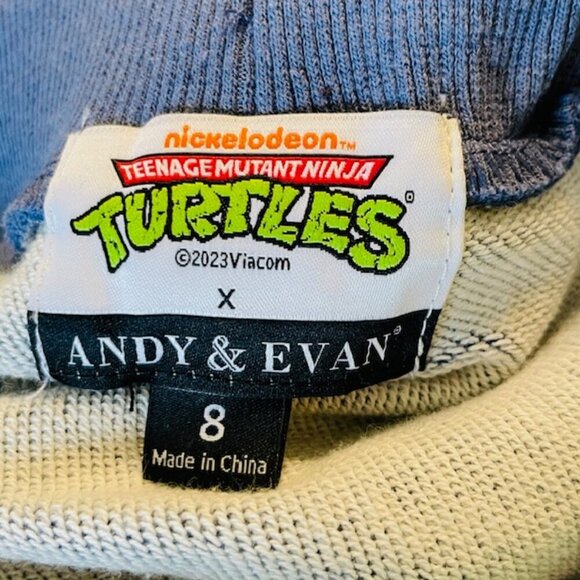 nickelodeon™
TEENAGE MUTANT NINJA
TURTLES®
©2023 Viacom
X
ANDY & EVAN®
8
Made in China